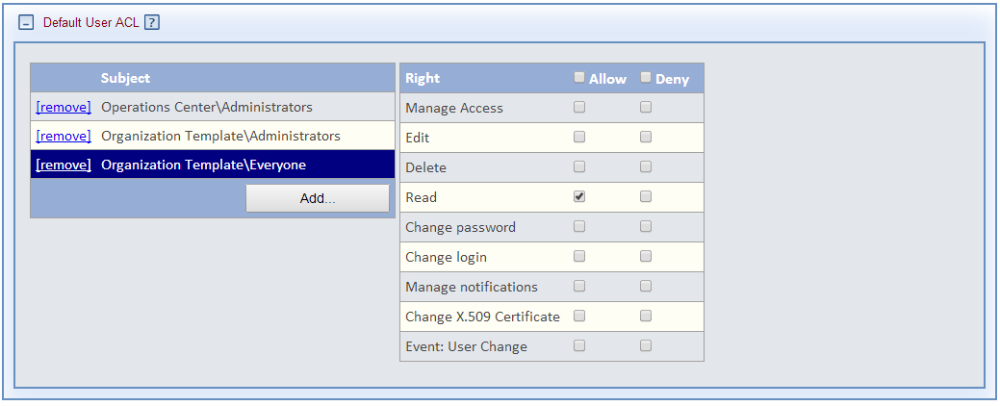 Default User ACL ?
Subject
[remove] Operations Center\Administrators
[remove] Organization Template\Administrators
[remove] Organization Template\Everyone
Add...
Right Allow Deny
Manage Access
Edit
Delete
Read
Change password
Change login
Manage notifications
Change X.509 Certificate
Event: User Change